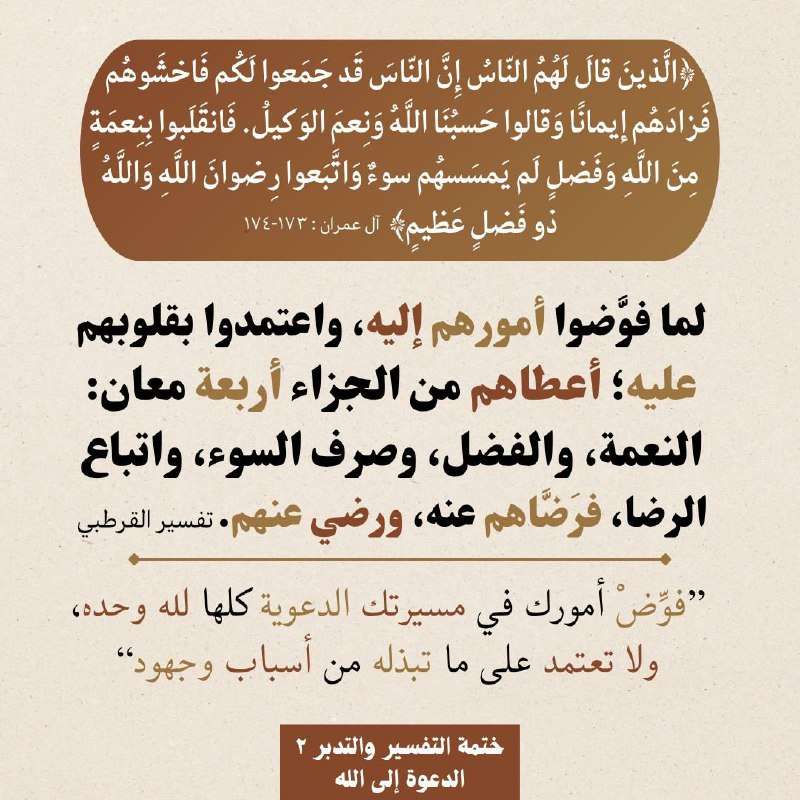 ﴿الَّذينَ قالَ لَهُمُ النّاسُ إِنَّ النّاسَ قَد جَمَعوا لَكُم فَاخشَوهُم
فَزادَهُم إيمانًا وَقالوا حَسبُنَا اللَّهُ وَنِعمَ الوَكيلُ. فَانقَلَبوا بِنِعمَةٍ
مِنَ اللَّهِ وَفَضلٍ لَم يَمسَسهُم سوءٌ وَاتَّبَعوا رِضوانَ اللَّهِ وَاللَّهُ
ذو فَضلٍ عَظيمٍ﴾ آل عمران : ١٧٣-١٧٤
لما فوَّضوا أمورهم إليه، واعتمدوا بقلوبهم
عليه؛ أعطاهم من الجزاء أربعة معان:
النعمة، والفضل، وصرف السوء، واتباع
الرضا، فرَضَّاهم عنه، ورضي عنهم. تفسير القرطبي
”فوِّضْ أمورك في مسيرتك الدعوية كلها لله وحده،
ولا تعتمد على ما تبذله من أسباب وجهود“
ختمة التفسير والتدبر ٢
الدعوة إلى الله